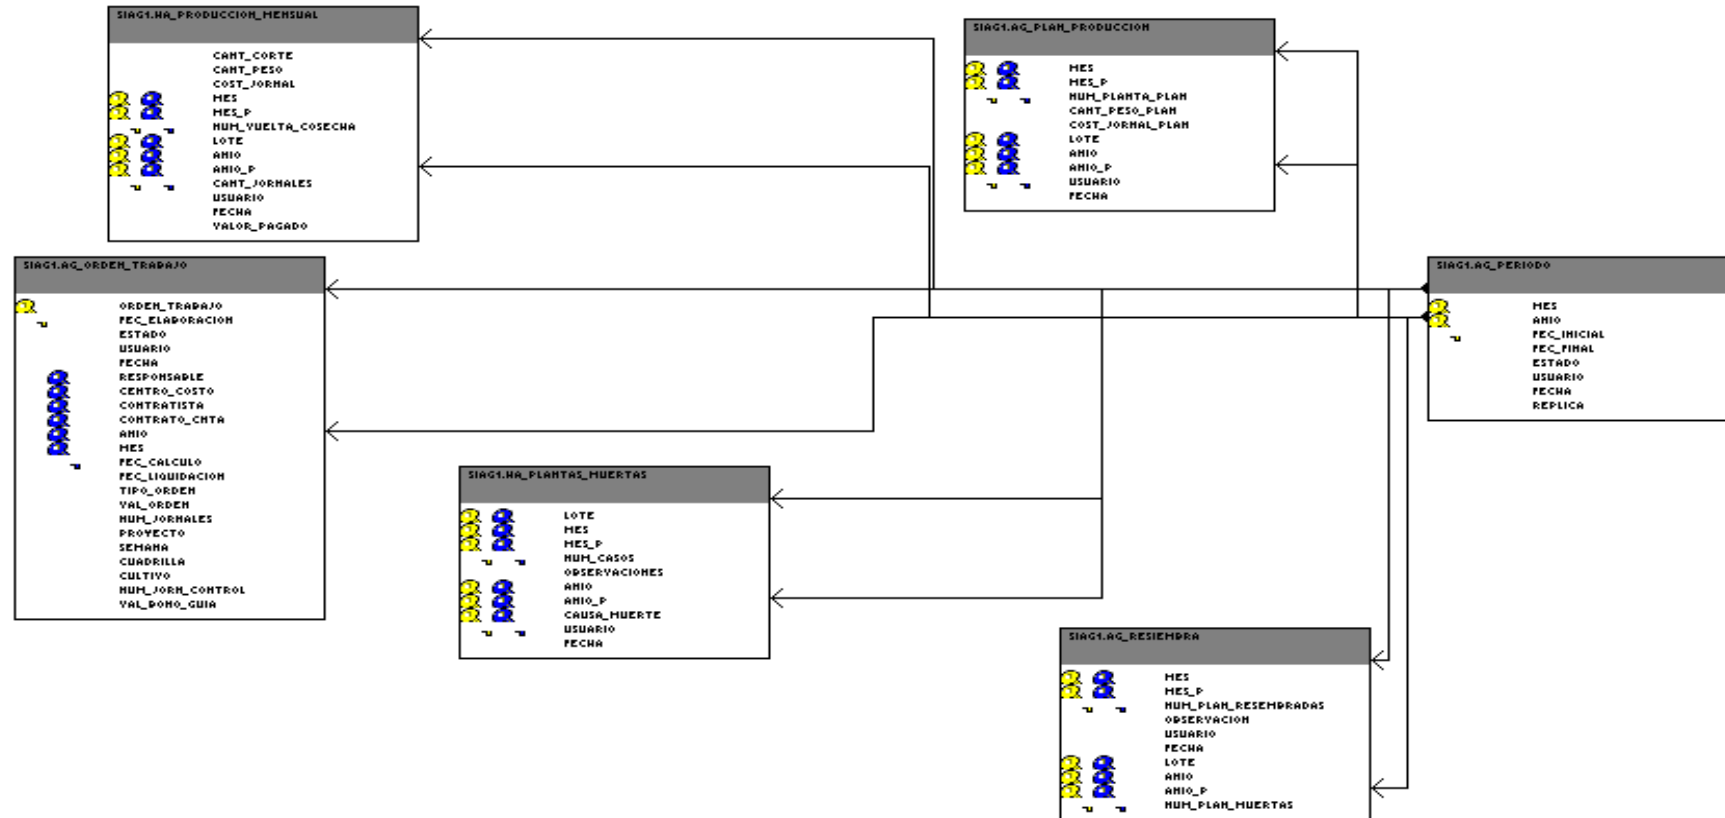 SIAG1.HA_PRODUCCION_MENSUAL
CANT_CORTE
CANT_PESO
COST_JORNAL
MES
MES_P
NUM_VUELTA_COSECHA
LOTE
ANIO
ANIO_P
CANT_JORNALES
USUARIO
FECHA
VALOR_PAGADO
SIAG1.AG_PLAN_PRODUCCION
MES
MES_P
NUM_PLANTA_PLAN
CANT_PESO_PLAN
COST_JORNAL_PLAN
LOTE
ANIO
ANIO_P
USUARIO
FECHA
SIAG1.AG_ORDEN_TRABAJO
ORDEN_TRABAJO
FEC_ELABORACION
ESTADO
USUARIO
FECHA
RESPONSABLE
CENTRO_COSTO
CONTRATISTA
CONTRATO_CNTA
ANIO
MES
FEC_CALCULO
FEC_LIQUIDACION
TIPO_ORDEN
VAL_ORDEN
NUM_JORNALES
PROYECTO
SEMANA
CUADRILLA
CULTIVO
NUM_JORN_CONTROL
VAL_BONO_GUIA
SIAG1.AG_PERIODO
MES
ANIO
FEC_INICIAL
FEC_FINAL
ESTADO
USUARIO
FECHA
REPLICA
SIAG1.HA_PLANTAS_MUERTAS
LOTE
MES
MES_P
NUM_CASOS
OBSERVACIONES
ANIO
ANIO_P
CAUSA_MUERTE
USUARIO
FECHA
SIAG1.AG_RESIEMBRA
MES
MES_P
NUM_PLAN_RESEMBRADAS
OBSERVACION
USUARIO
FECHA
LOTE
ANIO
ANIO_P
NUM_PLAN_MUERTAS